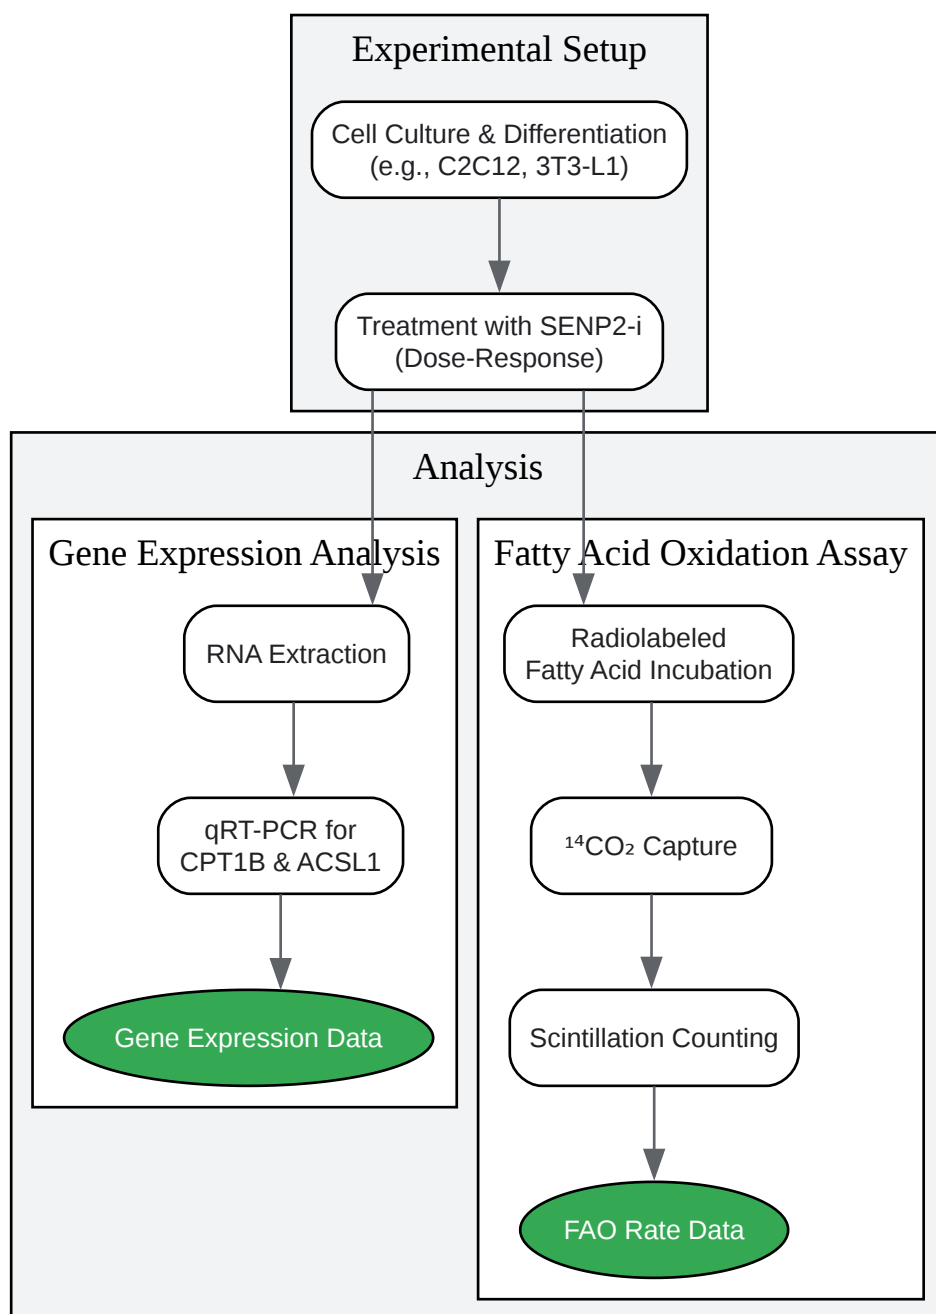 Experimental Setup
Cell Culture & Differentiation
(e.g., C2C12, 3T3-L1)
Treatment with SENP2-i
(Dose-Response)
Analysis
Gene Expression Analysis
RNA Extraction
qRT-PCR for
CPT1B & ACSL1
Gene Expression Data
Fatty Acid Oxidation Assay
Radiolabeled
Fatty Acid Incubation
¹⁴CO₂ Capture
Scintillation Counting
FAO Rate Data